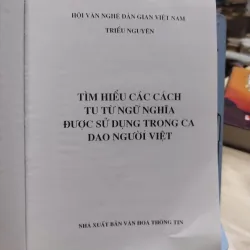 HỘI VĂN NGHỆ DÂN GIAN VIỆT NAM
TRIỀU NGUYÊN
TÌM HIỂU CÁC CÁCH
TU TỪ NGỮ NGHĨA
ĐƯỢC SỬ DỤNG TRONG CA
DAO NGƯỜI VIỆT
NHÀ XUẤT BẢN VĂN HOÁ THÔNG TIN